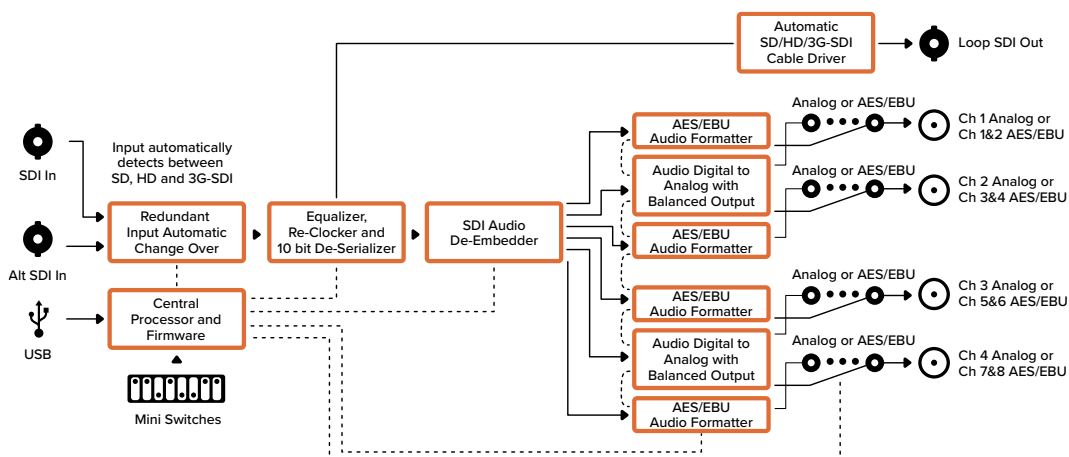 Automatic
SD/HD/3G-SDI
Cable Driver
Loop SDI Out
SDI In
Input automatically
detects between
SD, HD and 3G-SDI
Alt SDI In
Redundant
Input Automatic
Change Over
Equalizer,
Re-Clocker and
10 bit De-Serializer
SDI Audio
De-Embedder
USB
Central
Processor and
Firmware
Mini Switches
AES/EBU
Audio Formatter
Audio Digital to
Analog with
Balanced Output
AES/EBU
Audio Formatter
AES/EBU
Audio Formatter
Audio Digital to
Analog with
Balanced Output
AES/EBU
Audio Formatter
Analog or AES/EBU
Ch 1 Analog or
Ch 1&2 AES/EBU
Analog or AES/EBU
Ch 2 Analog or
Ch 3&4 AES/EBU
Analog or AES/EBU
Ch 3 Analog or
Ch 5&6 AES/EBU
Analog or AES/EBU
Ch 4 Analog or
Ch 7&8 AES/EBU